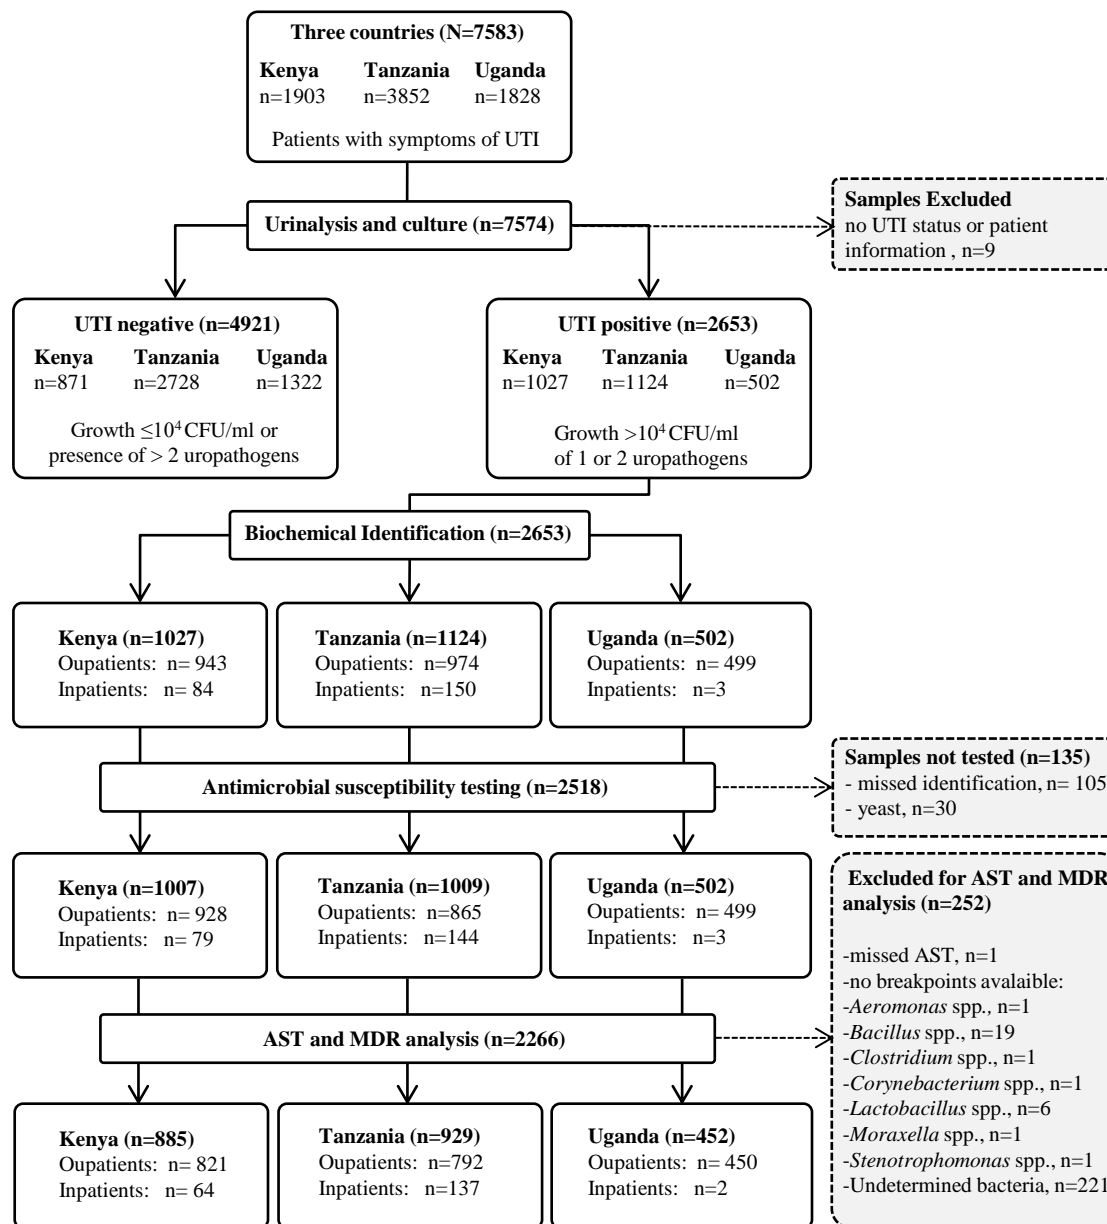 Three countries (N=7583)
Kenya Tanzania Uganda
n=1903 n=3852 n=1828
Patients with symptoms of UTI
Urinalysis and culture (n=7574)
Samples Excluded
no UTI status or patient
information , n=9
UTI negative (n=4921)
Kenya Tanzania Uganda
n=871 n=2728 n=1322
Growth ≤10⁴ CFU/ml or
presence of > 2 uropathogens
UTI positive (n=2653)
Kenya Tanzania Uganda
n=1027 n=1124 n=502
Growth >10⁴ CFU/ml
of 1 or 2 uropathogens
Biochemical Identification (n=2653)
Kenya (n=1027)
Oupatients: n= 943
Inpatients: n= 84
Tanzania (n=1124)
Oupatients: n=974
Inpatients: n=150
Uganda (n=502)
Oupatients: n=499
Inpatients: n=3
Antimicrobial susceptibility testing (n=2518)
Samples not tested (n=135)
- missed identification, n= 105
- yeast, n=30
Kenya (n=1007)
Oupatients: n= 928
Inpatients: n= 79
Tanzania (n=1009)
Oupatients: n=865
Inpatients: n=144
Uganda (n=502)
Oupatients: n=499
Inpatients: n=3
AST and MDR analysis (n=2266)
Excluded for AST and MDR
analysis (n=252)
-missed AST, n=1
-no breakpoints avalaible:
-Aeromonas spp., n=1
-Bacillus spp., n=19
-Clostridium spp., n=1
-Corynebacterium spp., n=1
-Lactobacillus spp., n=6
-Moraxella spp., n=1
-Stenotrophomonas spp., n=1
-Undetermined bacteria, n=221
Kenya (n=885)
Oupatients: n= 821
Inpatients: n= 64
Tanzania (n=929)
Oupatients: n=792
Inpatients: n=137
Uganda (n=452)
Oupatients: n=450
Inpatients: n=2